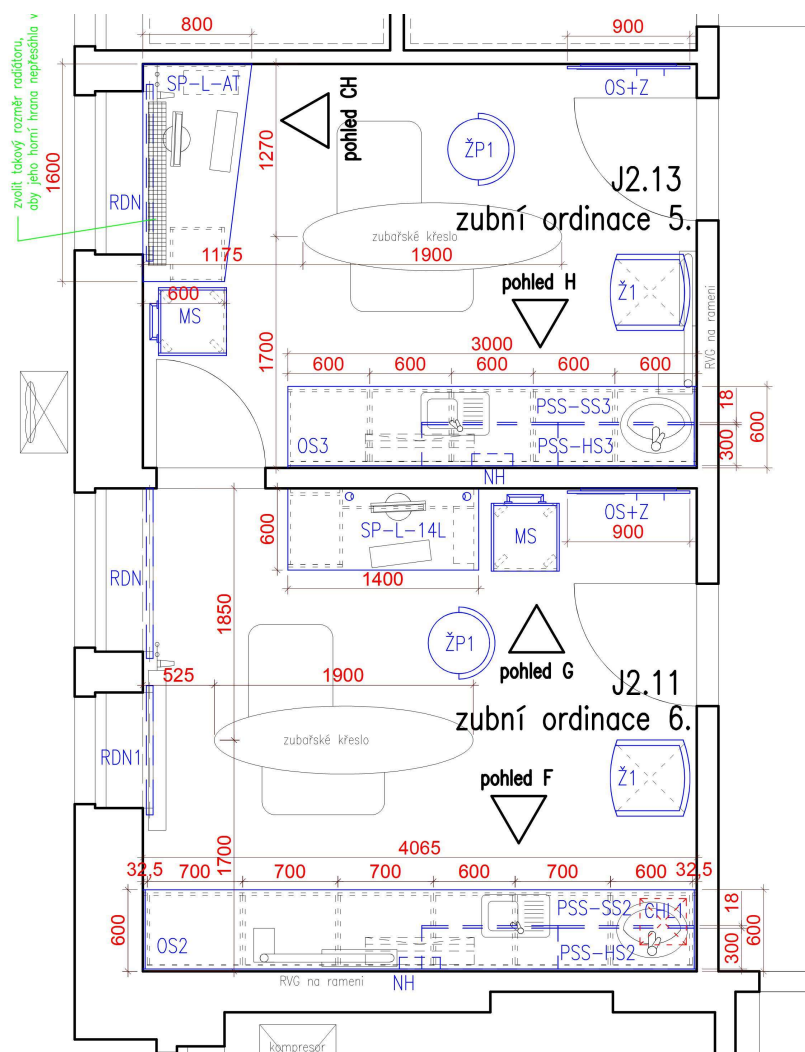 800
900
zvolit takový rozměr radiátoru,
aby jeho horní hrana nepřesáhla v
SP-L-AT
OS+Z
pohled CH
1270
ŽP1
1600
J2.13
RDN
zubní ordinace 5.
zubařské křeslo
1175
1900
pohled H
Ž1
600
MS
RVG na rameni
1700
3000
600
600
600
600
600
PSS-SS3
18
OS3
PSS-HS3
300
600
NH
600
SP-L-14L
MS
OS+Z
900
RDN
1400
1850
ŽP1
pohled G
525
1900
J2.11
zubní ordinace 6.
zubařské křeslo
RDN1
pohled F
Ž1
1700
4065
32,5
700
700
700
600
700
600
32,5
PSS-SS2
CHL1
18
600
OS2
PSS-HS2
300
600
RVG na rameni
NH
kompresor